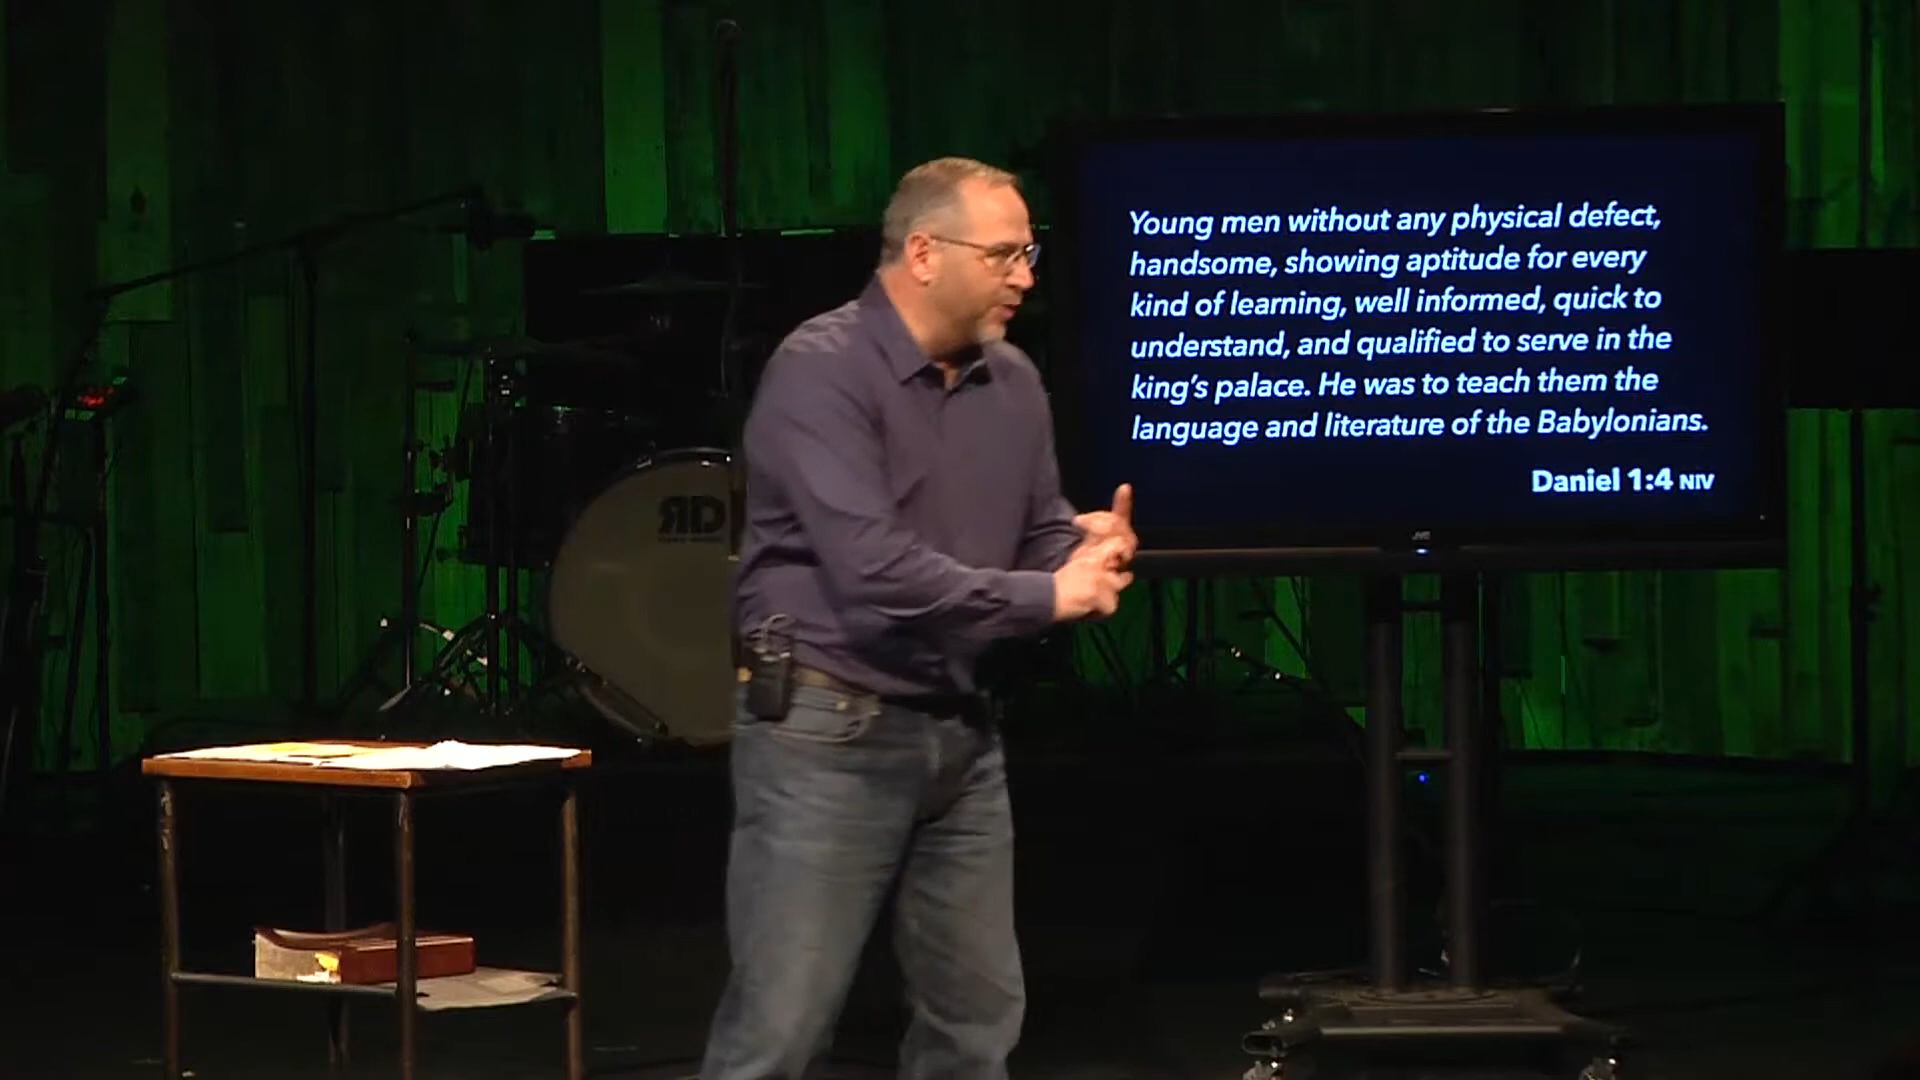 Young men without any physical defect,
handsome, showing aptitude for every
kind of learning, well informed, quick to
understand, and qualified to serve in the
king's palace. He was to teach them the
language and literature of the Babylonians.
Daniel 1:4 NIV
JVC
RD